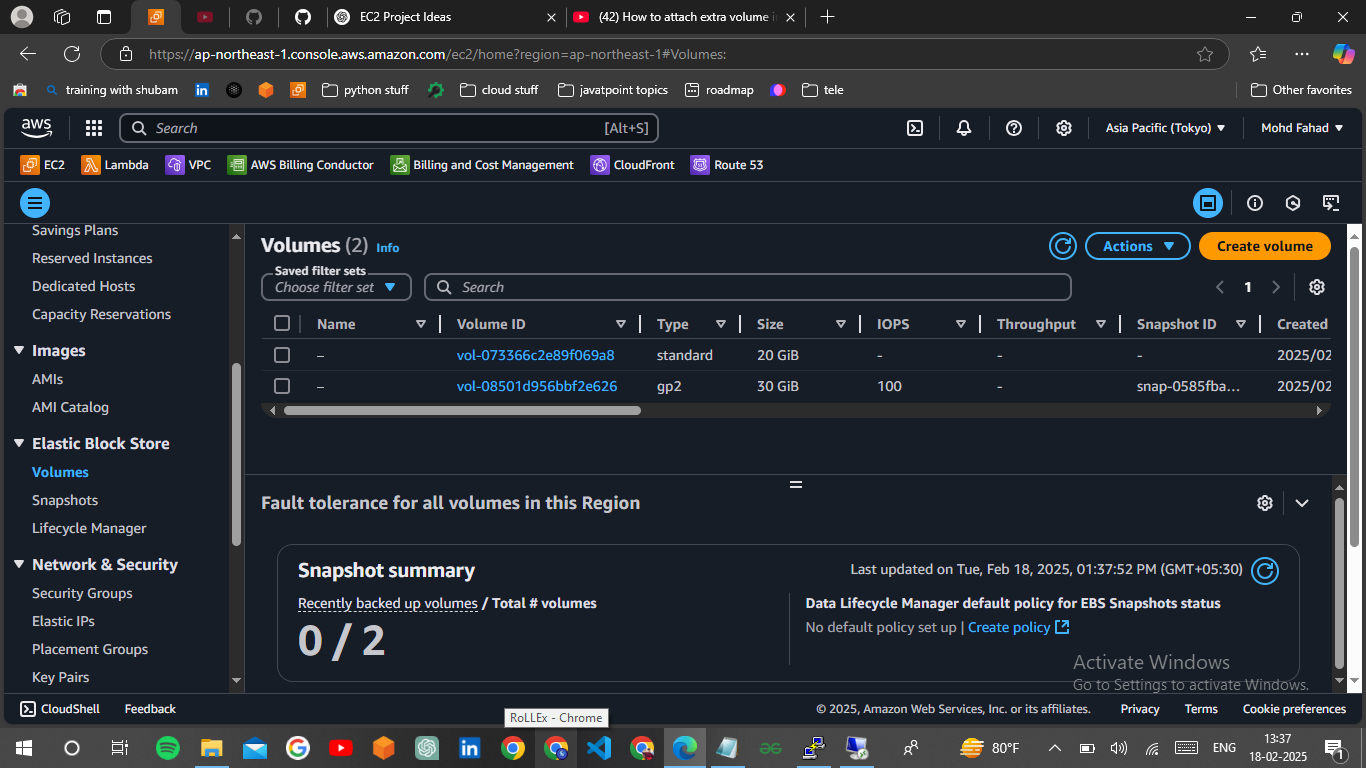 EC2 Project Ideas
(42) How to attach extra volume i
https://ap-northeast-1.console.aws.amazon.com/ec2/home?region=ap-northeast-1#Volumes:
training with shubam
python stuff
cloud stuff
javatpoint topics
roadmap
tele
Other favorites
aws
Search
[Alt+S]
Asia Pacific (Tokyo)
Mohd Fahad
EC2
Lambda
VPC
AWS Billing Conductor
Billing and Cost Management
CloudFront
Route 53
Savings Plans
Reserved Instances
Dedicated Hosts
Capacity Reservations
Images
AMIs
AMI Catalog
Elastic Block Store
Volumes
Snapshots
Lifecycle Manager
Network & Security
Security Groups
Elastic IPs
Placement Groups
Key Pairs
Volumes (2) Info
Actions
Create volume
Saved filter sets
Choose filter set
Search
1
Name Volume ID Type Size IOPS Throughput Snapshot ID Created
– vol-073366c2e89f069a8 standard 20 GiB - - - 2025/02
– vol-08501d956bbf2e626 gp2 30 GiB 100 - snap-0585fba... 2025/02
Fault tolerance for all volumes in this Region
Snapshot summary
Last updated on Tue, Feb 18, 2025, 01:37:52 PM (GMT+05:30)
Recently backed up volumes / Total # volumes
0 / 2
Data Lifecycle Manager default policy for EBS Snapshots status
No default policy set up | Create policy
Activate Windows
Go to Settings to activate Windows.
CloudShell
Feedback
© 2025, Amazon Web Services, Inc. or its affiliates.
Privacy
Terms
Cookie preferences
RoLLEx - Chrome
80°F
ENG
13:37
18-02-2025
1